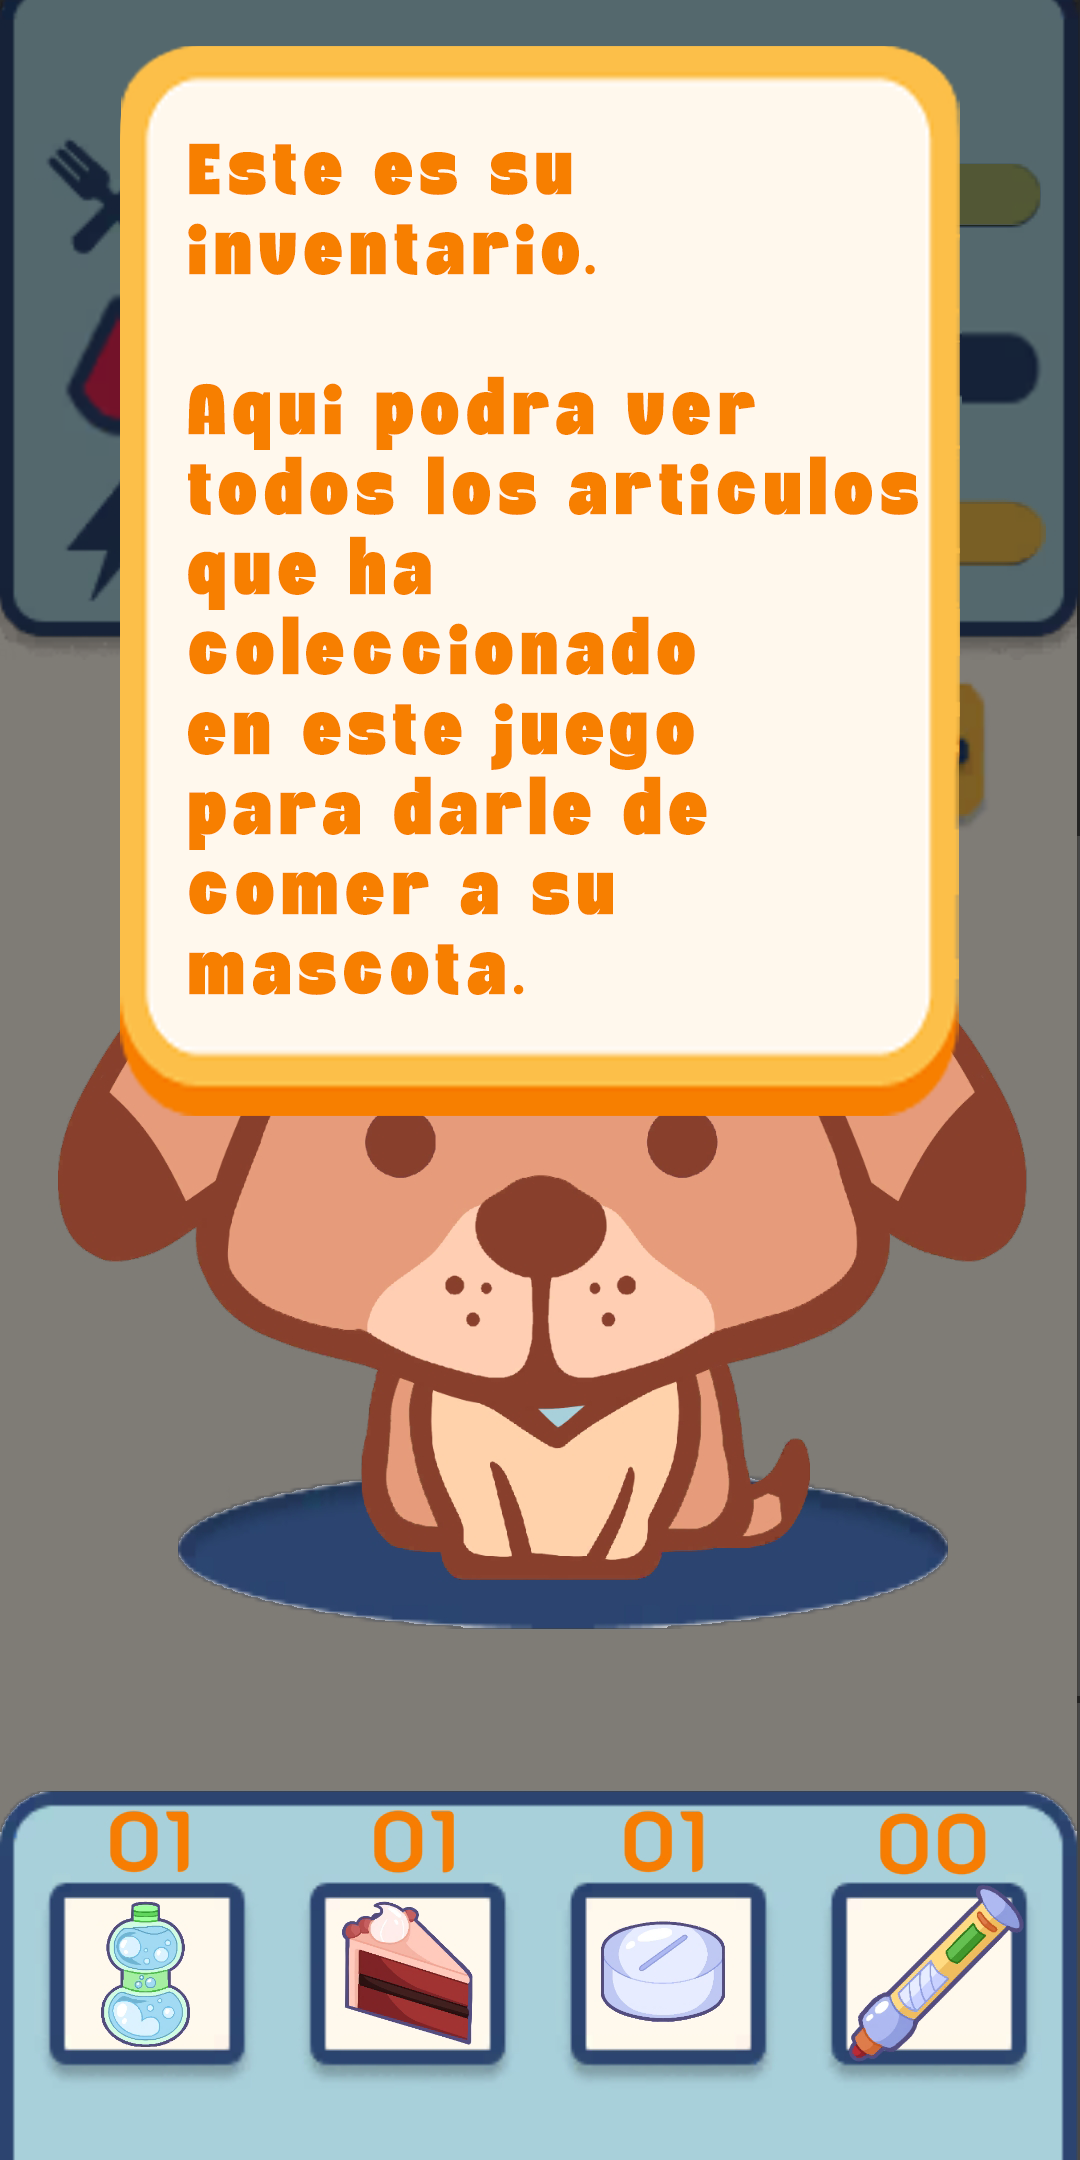 Este es su
inventario.
Aqui podra ver
todos los articulos
que ha
coleccionado
en este juego
para darle de
comer a su
mascota.
01 01 01 00